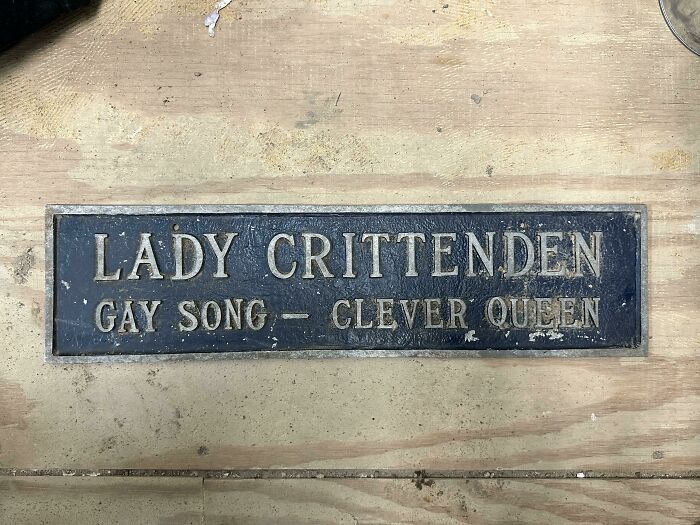 LADY CRITTENDEN
GAY SONG – CLEVER QUEEN